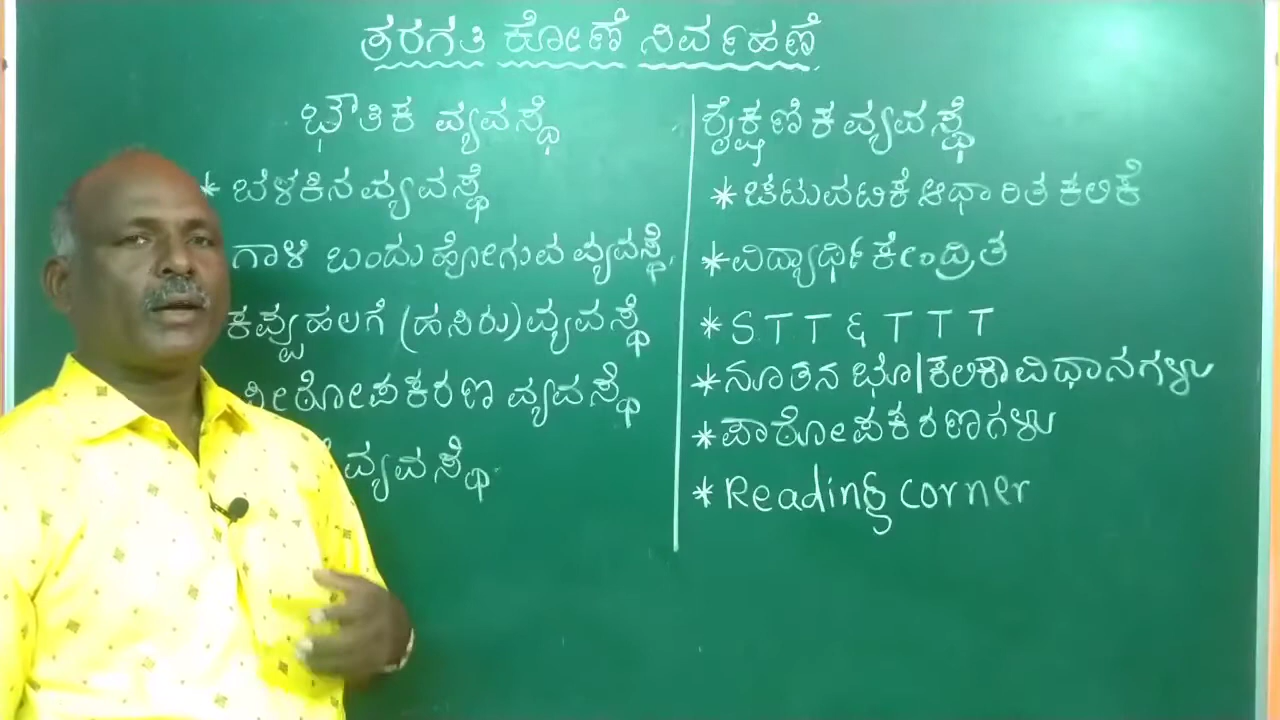 ತರಗತಿ ಕೋಣೆ ನಿರ್ವಹಣೆ
ಭೌತಿಕ ವ್ಯವಸ್ಥೆ
* ಬೆಳಕಿನ ವ್ಯವಸ್ಥೆ
ಗಾಳಿ ಬಂದು ಹೋಗುವ ವ್ಯವಸ್ಥೆ.
ಕಪ್ಪುಹಲಗೆ (ಹಸಿರು) ವ್ಯವಸ್ಥೆ
ವ್ಯವಸ್ಥೆ
ವ್ಯವಸ್ಥೆ.
ಶೈಕ್ಷಣಿಕ ವ್ಯವಸ್ಥೆ
* ಚಟುವಟಿಕೆ ಆಧಾರಿತ ಕಲಿಕೆ
* ವಿದ್ಯಾರ್ಥಿ ಕೇಂದ್ರಿತ
* STT & TTT
* ನೂತನ ಭೋ|ಕಲಿಕಾವಿಧಾನಗಳು
* ಪಾಠೋಪಕರಣಗಳು
* Reading corner